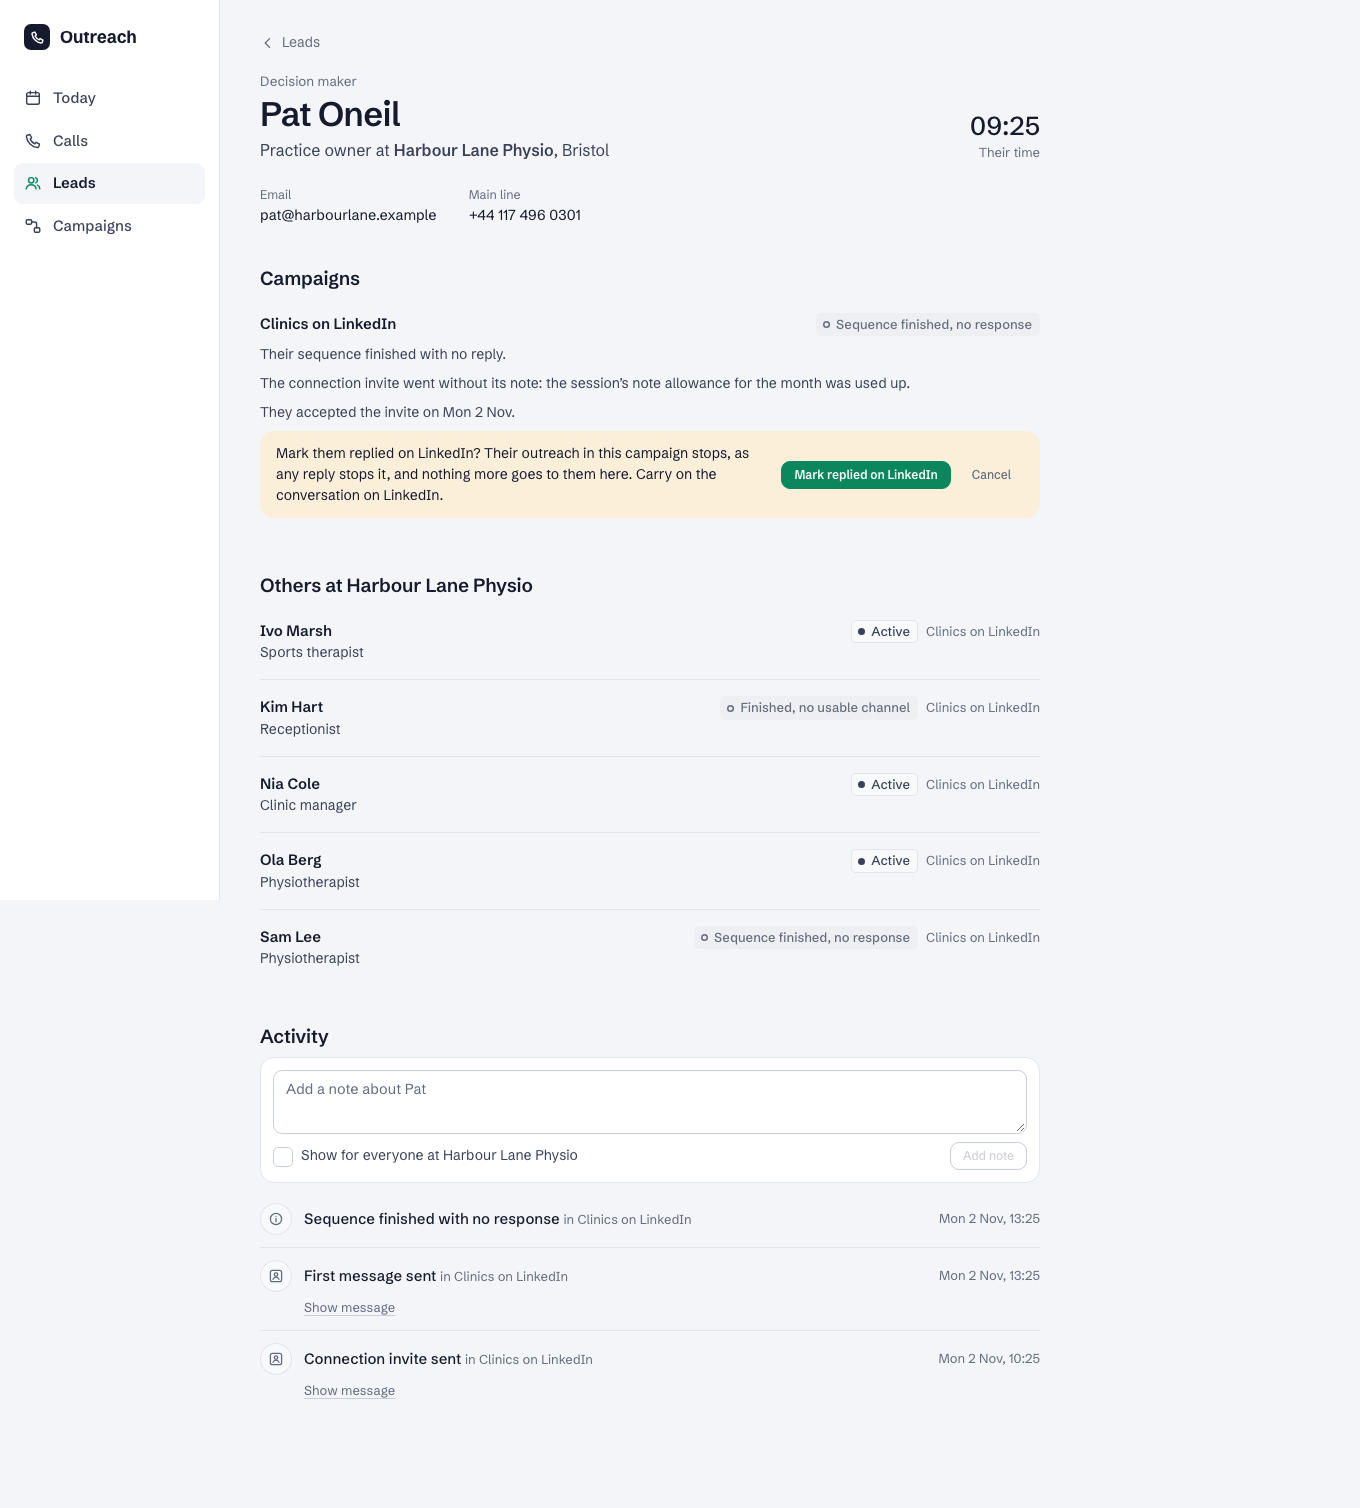 Outreach
Today
Calls
Leads
Campaigns
Leads
Decision maker
Pat Oneil
Practice owner at Harbour Lane Physio, Bristol
09:25
Their time
Email
pat@harbourlane.example
Main line
+44 117 496 0301
Campaigns
Clinics on LinkedIn
Sequence finished, no response
Their sequence finished with no reply.
The connection invite went without its note: the session's note allowance for the month was used up.
They accepted the invite on Mon 2 Nov.
Mark them replied on LinkedIn? Their outreach in this campaign stops, as
any reply stops it, and nothing more goes to them here. Carry on the
conversation on LinkedIn.
Mark replied on LinkedIn
Cancel
Others at Harbour Lane Physio
Ivo Marsh
Active
Clinics on LinkedIn
Sports therapist
Kim Hart
Finished, no usable channel
Clinics on LinkedIn
Receptionist
Nia Cole
Active
Clinics on LinkedIn
Clinic manager
Ola Berg
Active
Clinics on LinkedIn
Physiotherapist
Sam Lee
Sequence finished, no response
Clinics on LinkedIn
Physiotherapist
Activity
Add a note about Pat
Show for everyone at Harbour Lane Physio
Add note
Sequence finished with no response in Clinics on LinkedIn
Mon 2 Nov, 13:25
First message sent in Clinics on LinkedIn
Mon 2 Nov, 13:25
Show message
Connection invite sent in Clinics on LinkedIn
Mon 2 Nov, 10:25
Show message